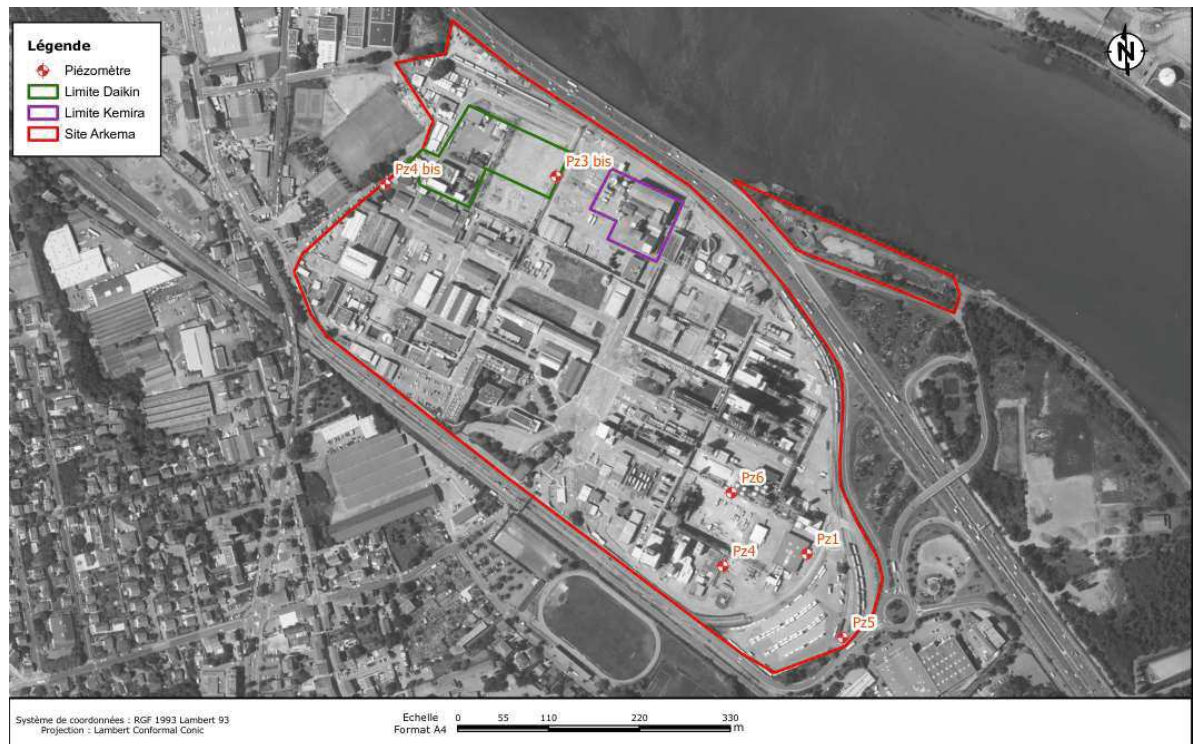 N
Légende
Piézomètre
Limite Daikin
Limite Kemira
Site Arkema
Pz4 bis
Pz3 bis
Pz6
Pz1
Pz4
Pz5
Système de coordonnées : RGF 1993 Lambert 93
Projection : Lambert Conformal Conic
Echelle
Format A4
0 55 110 220 330
m